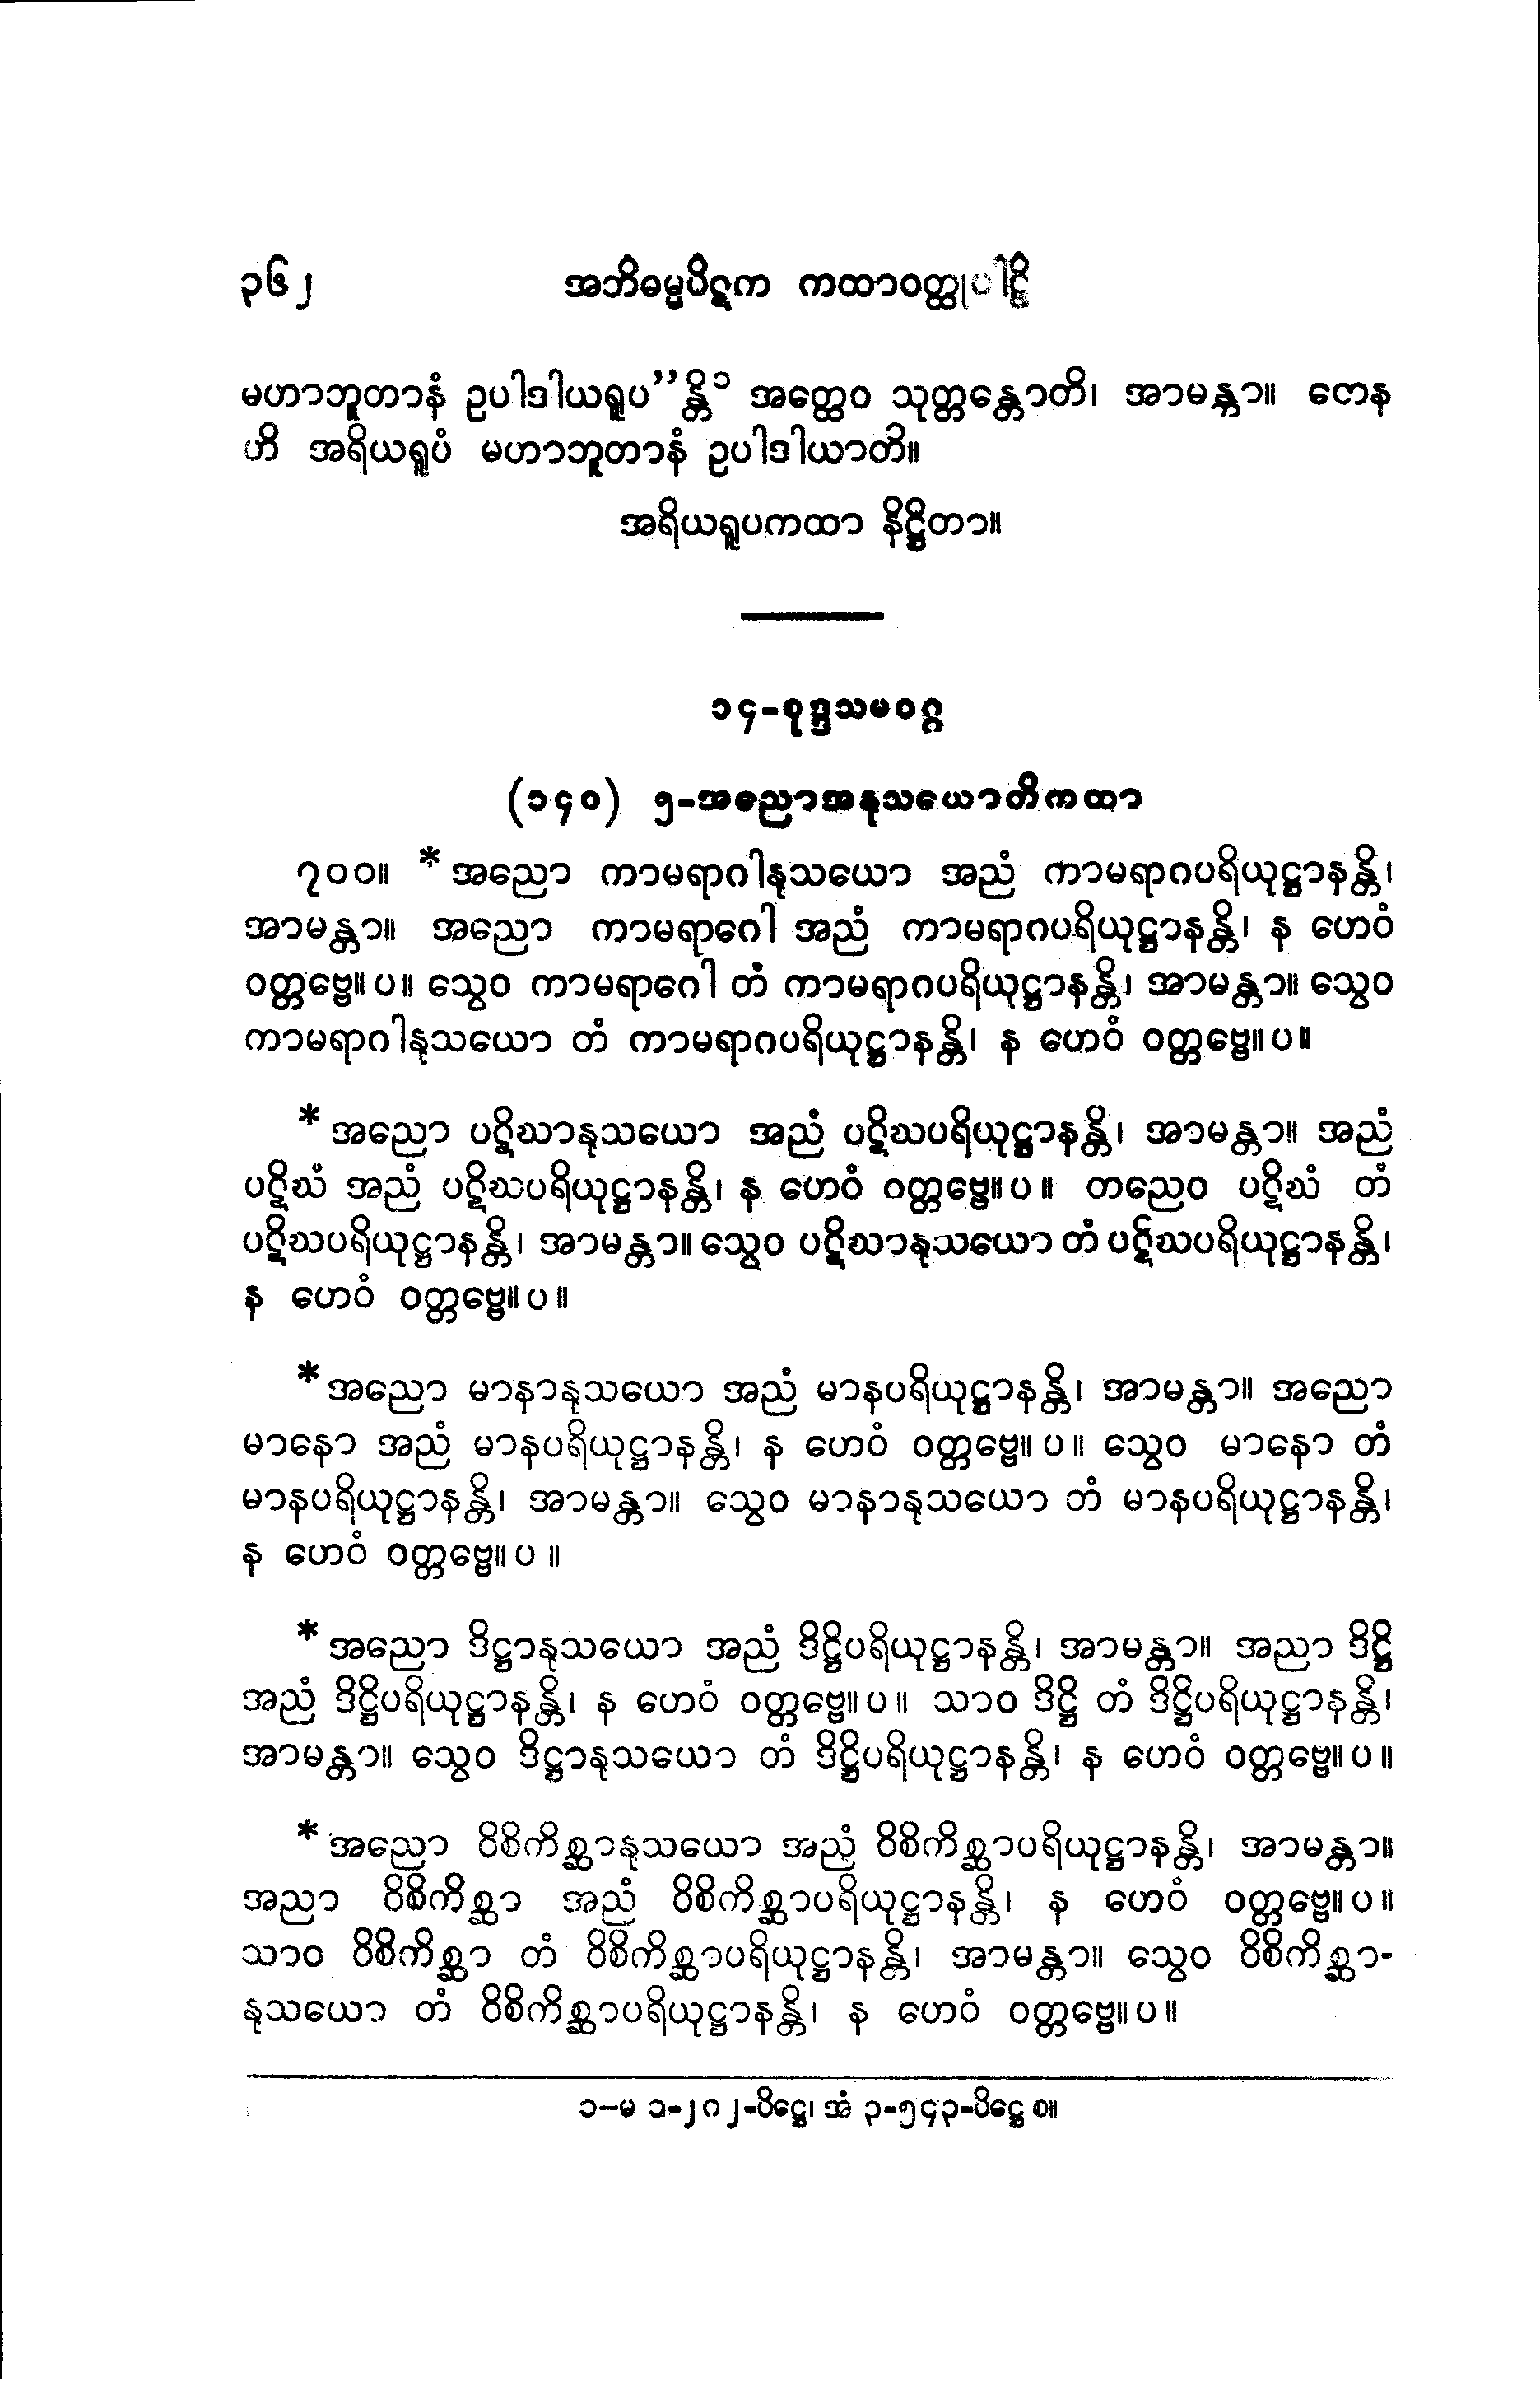 ၃၆၂ အဘိဓမ္မပိဋက ကထာဝတ္ထုပါဠိ
မဟာဘူတာနံ ဥပါဒါယရူပ”န္တိ၁ အတ္ထေဝ သုတ္တန္တောတိ၊ အာမန္တာ။ တေန
ဟိ အရိယရူပံ မဟာဘူတာနံ ဥပါဒါယာတိ။
အရိယရူပကထာ နိဋ္ဌိတာ။
၁၄-စုဒ္ဒသမဝဂ္ဂ
(၁၄၀) ၅-အညောအနုသယောတိကထာ
၇၀၀။ *အညော ကာမရာဂါနုသယော အညံ ကာမရာဂပရိယုဋ္ဌာနန္တိ၊
အာမန္တာ။ အညော ကာမရာဂေါ အညံ ကာမရာဂပရိယုဋ္ဌာနန္တိ၊ န ဟေဝံ
ဝတ္တဗ္ဗေ။ပ။ သွေဝ ကာမရာဂေါ တံ ကာမရာဂပရိယုဋ္ဌာနန္တိ၊ အာမန္တာ။ သွေဝ
ကာမရာဂါနုသယော တံ ကာမရာဂပရိယုဋ္ဌာနန္တိ၊ န ဟေဝံ ဝတ္တဗ္ဗေ။ပ။
*အညော ပဋိဃာနုသယော အညံ ပဋိဃပရိယုဋ္ဌာနန္တိ၊ အာမန္တာ။ အညံ
ပဋိဃံ အညံ ပဋိဃပရိယုဋ္ဌာနန္တိ၊ န ဟေဝံ ဝတ္တဗ္ဗေ။ပ။ တညေဝ ပဋိဃံ တံ
ပဋိဃပရိယုဋ္ဌာနန္တိ၊ အာမန္တာ။ သွေဝ ပဋိဃာနုသယော တံ ပဋိဃပရိယုဋ္ဌာနန္တိ၊
န ဟေဝံ ဝတ္တဗ္ဗေ။ပ။
*အညော မာနာနုသယော အညံ မာနပရိယုဋ္ဌာနန္တိ၊ အာမန္တာ။ အညော
မာနော အညံ မာနပရိယုဋ္ဌာနန္တိ၊ န ဟေဝံ ဝတ္တဗ္ဗေ။ပ။ သွေဝ မာနော တံ
မာနပရိယုဋ္ဌာနန္တိ၊ အာမန္တာ။ သွေဝ မာနာနုသယော တံ မာနပရိယုဋ္ဌာနန္တိ၊
န ဟေဝံ ဝတ္တဗ္ဗေ။ပ။
*အညော ဒိဋ္ဌာနုသယော အညံ ဒိဋ္ဌိပရိယုဋ္ဌာနန္တိ၊ အာမန္တာ။ အညာ ဒိဋ္ဌိ
အညံ ဒိဋ္ဌိပရိယုဋ္ဌာနန္တိ၊ န ဟေဝံ ဝတ္တဗ္ဗေ။ပ။ သာဝ ဒိဋ္ဌိ တံ ဒိဋ္ဌိပရိယုဋ္ဌာနန္တိ၊
အာမန္တာ။ သွေဝ ဒိဋ္ဌာနုသယော တံ ဒိဋ္ဌိပရိယုဋ္ဌာနန္တိ၊ န ဟေဝံ ဝတ္တဗ္ဗေ။ပ။
*အညော ဝိစိကိစ္ဆာနုသယော အညံ ဝိစိကိစ္ဆာပရိယုဋ္ဌာနန္တိ၊ အာမန္တာ။
အညာ ဝိစိကိစ္ဆာ အညံ ဝိစိကိစ္ဆာပရိယုဋ္ဌာနန္တိ၊ န ဟေဝံ ဝတ္တဗ္ဗေ။ပ။
သာဝ ဝိစိကိစ္ဆာ တံ ဝိစိကိစ္ဆာပရိယုဋ္ဌာနန္တိ၊ အာမန္တာ။ သွေဝ ဝိစိကိစ္ဆာ-
နုသယော တံ ဝိစိကိစ္ဆာပရိယုဋ္ဌာနန္တိ၊ န ဟေဝံ ဝတ္တဗ္ဗေ။ပ။
၁-မ ၁-၂၈၂-ပိဋ္ဌေ၊ အံ ၃-၅၄၃-ပိဋ္ဌေ စ။